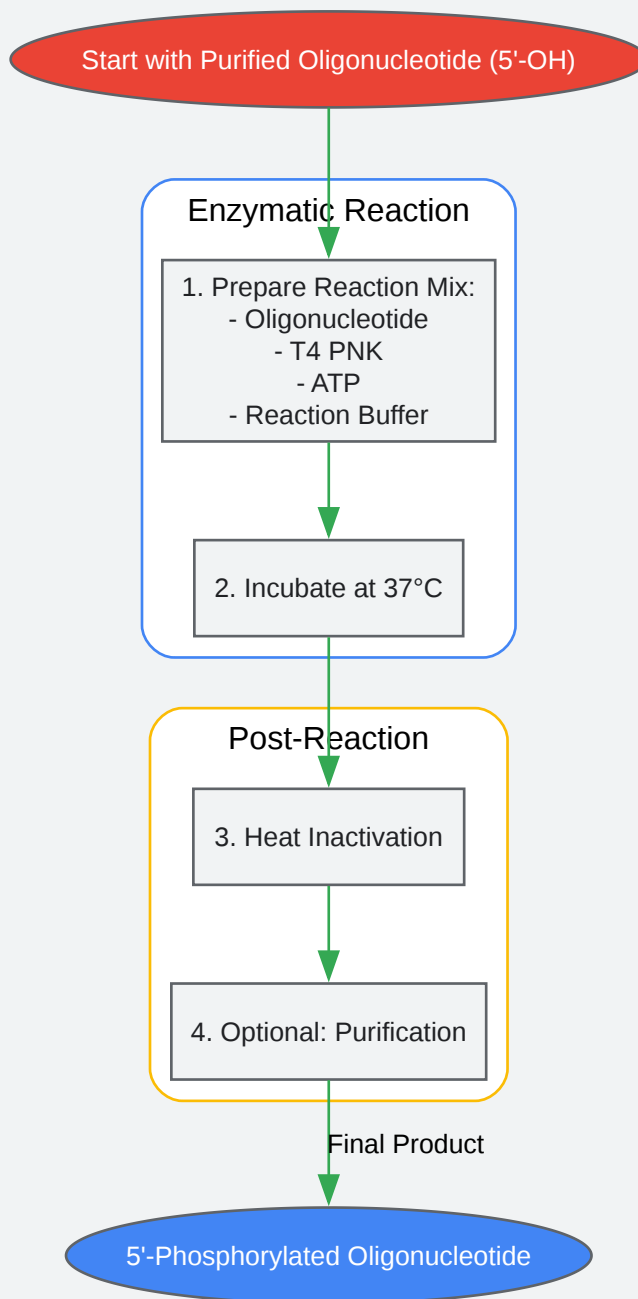 Start with Purified Oligonucleotide (5'-OH)
Enzymatic Reaction
1. Prepare Reaction Mix:
- Oligonucleotide
- T4 PNK
- ATP
- Reaction Buffer
2. Incubate at 37°C
Post-Reaction
3. Heat Inactivation
4. Optional: Purification
Final Product
5'-Phosphorylated Oligonucleotide